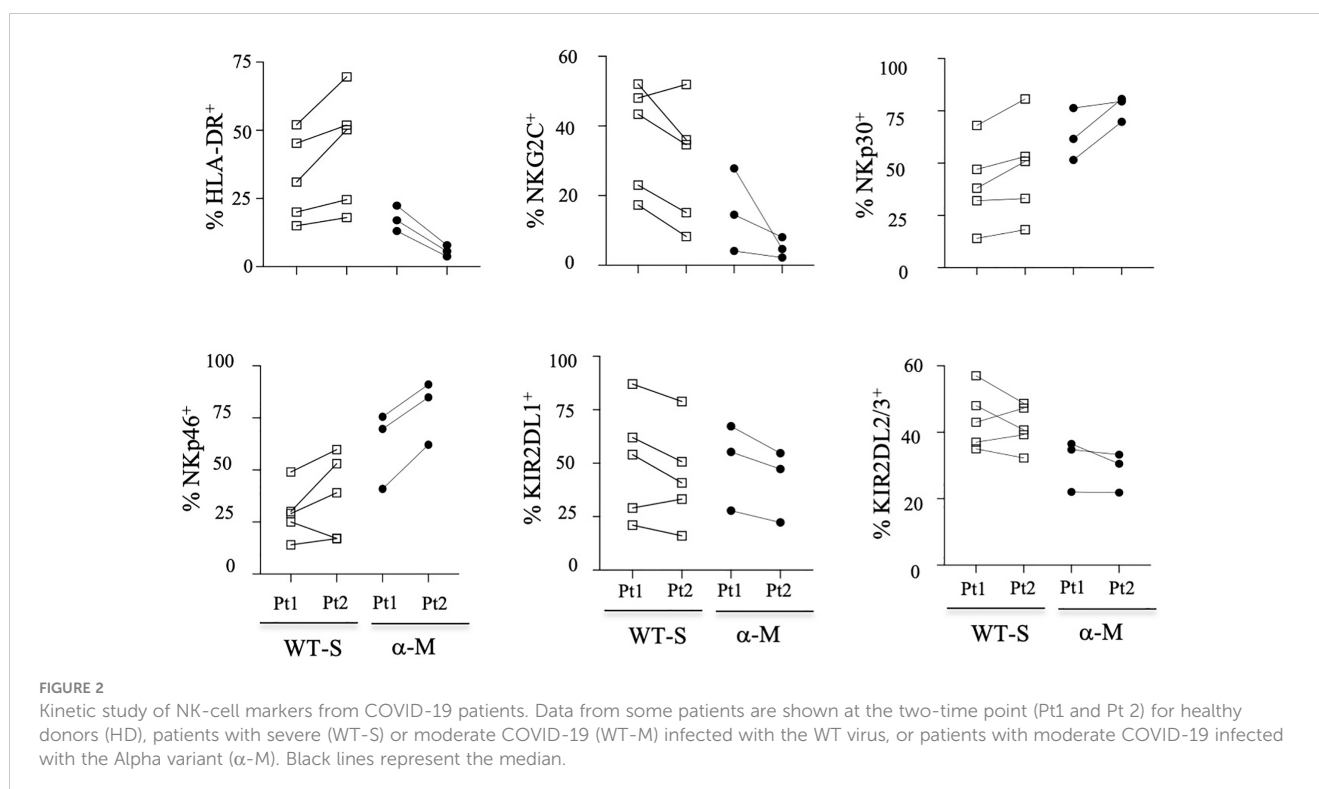 75
50
25
0
% HLA-DR+
60
40
20
0
% NKG2C+
100
75
50
25
0
% NKp30+
100
75
50
25
0
% NKp46+
Pt1 Pt2 Pt1 Pt2
WT-S α-M
100
75
50
25
0
% KIR2DL1+
Pt1 Pt2 Pt1 Pt2
WT-S α-M
60
40
20
0
% KIR2DL2/3+
Pt1 Pt2 Pt1 Pt2
WT-S α-M
FIGURE 2
Kinetic study of NK-cell markers from COVID-19 patients. Data from some patients are shown at the two-time point (Pt1 and Pt 2) for healthy
donors (HD), patients with severe (WT-S) or moderate COVID-19 (WT-M) infected with the WT virus, or patients with moderate COVID-19 infected
with the Alpha variant (α-M). Black lines represent the median.